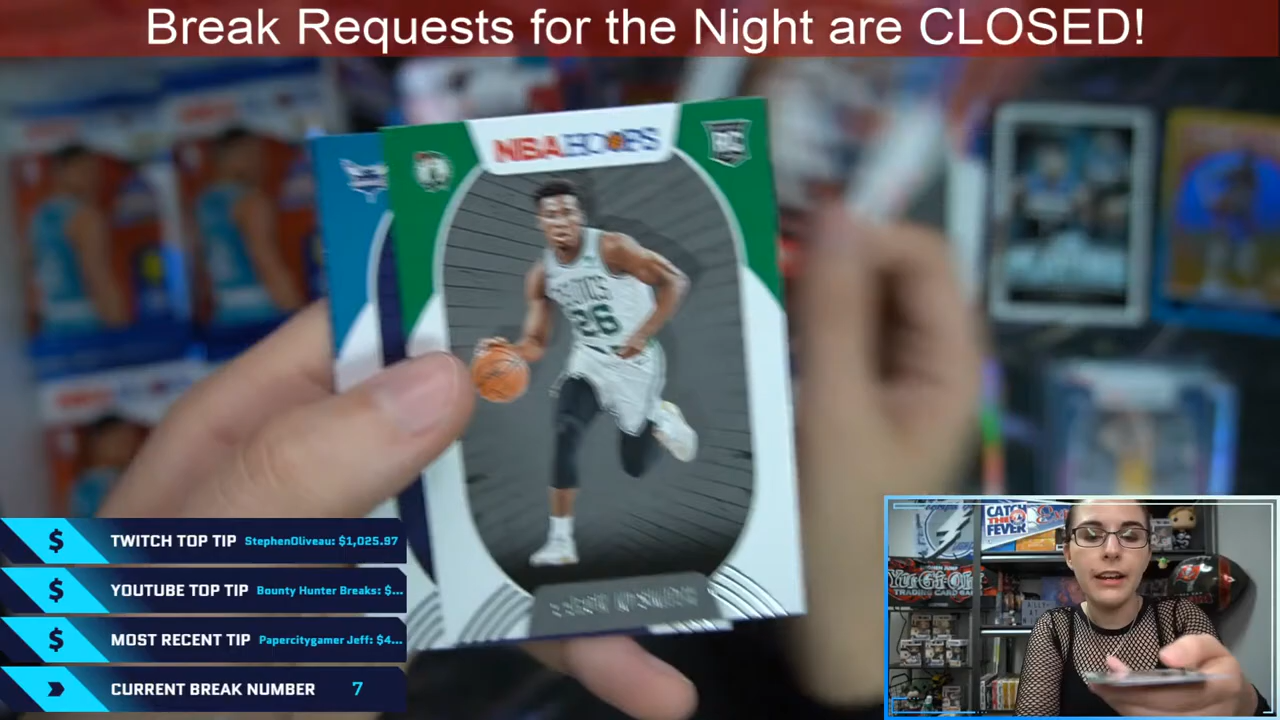 Break Requests for the Night are CLOSED!
NBA HOOPS
RC
CELTICS
26
CATCH
THE
FEVER
Yu-Gi-Oh!
TRADING CARD GAME
TWITCH TOP TIP StephenOliveau: $1,025.97
YOUTUBE TOP TIP Bounty Hunter Breaks: $...
MOST RECENT TIP Papercitygamer Jeff: $4...
CURRENT BREAK NUMBER 7